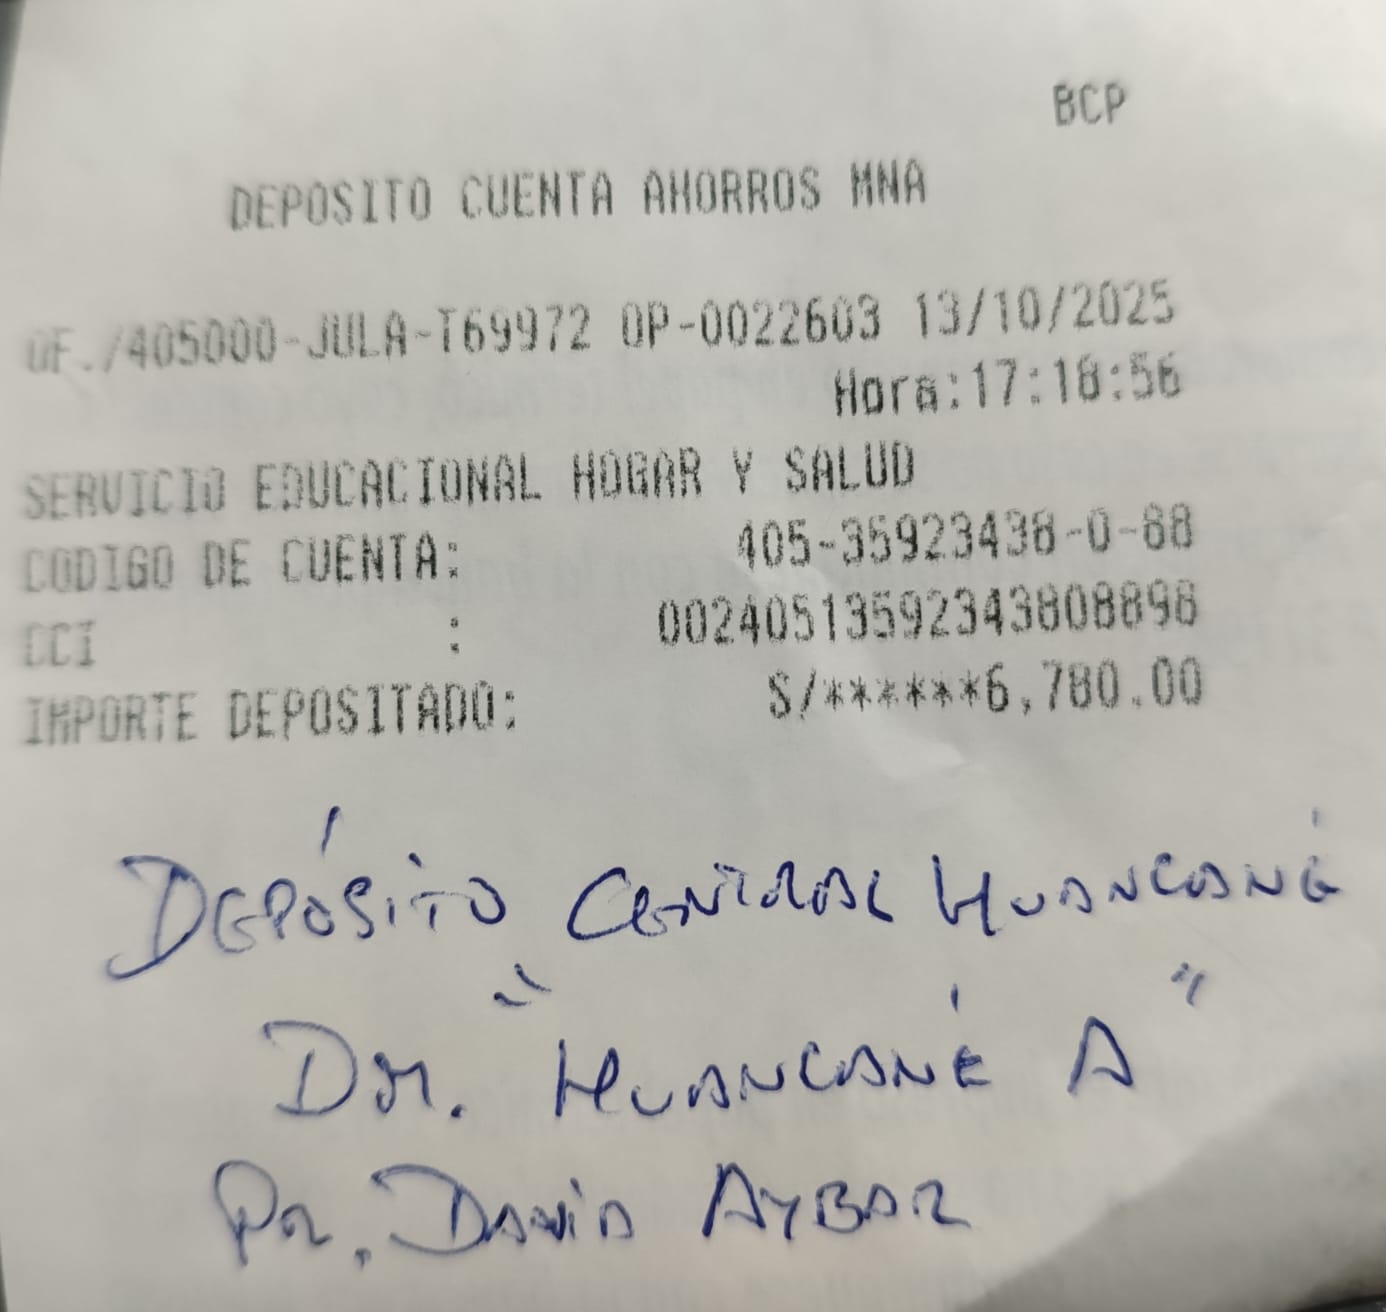 BCP
DEPOSITO CUENTA AHORROS MNA
OF./405000-JULA-T69972 OP-0022603 13/10/2025
Hora:17:18:56
SERVICIO EDUCACIONAL HOGAR Y SALUD
CODIGO DE CUENTA: 405-35923438-0-88
CCI : 00240513592343808898
IMPORTE DEPOSITADO: S/******6,780.00
DEPÓSITO CENTRAL HUANCANÉ
DM. "HUANCANÉ A"
Pr. DAVID AYBAR